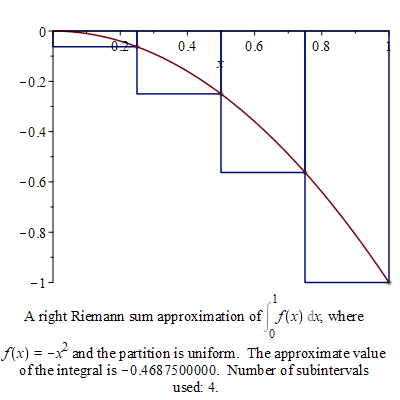 0
0.2 0.4 0.6 0.8 1
x
−0.2
−0.4
−0.6
−0.8
−1
A right Riemann sum approximation of ∫₀¹ f(x) dx, where
f(x) = −x² and the partition is uniform. The approximate value
of the integral is −0.4687500000. Number of subintervals
used: 4.